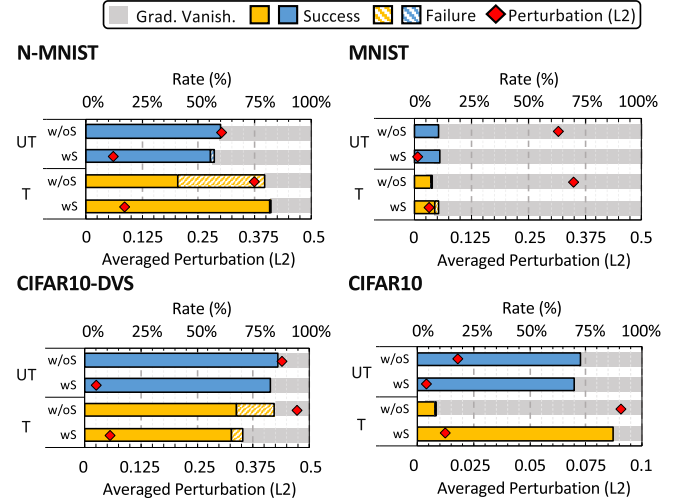 Grad. Vanish. Success Failure Perturbation (L2)
N-MNIST
Rate (%)
0% 25% 50% 75% 100%
UT
w/oS
wS
T
w/oS
wS
0 0.125 0.25 0.375 0.5
Averaged Perturbation (L2)
MNIST
Rate (%)
0% 25% 50% 75% 100%
UT
w/oS
wS
T
w/oS
wS
0 0.125 0.25 0.375 0.5
Averaged Perturbation (L2)
CIFAR10-DVS
Rate (%)
0% 25% 50% 75% 100%
UT
w/oS
wS
T
w/oS
wS
0 0.125 0.25 0.375 0.5
Averaged Perturbation (L2)
CIFAR10
Rate (%)
0% 25% 50% 75% 100%
UT
w/oS
wS
T
w/oS
wS
0 0.025 0.05 0.075 0.1
Averaged Perturbation (L2)